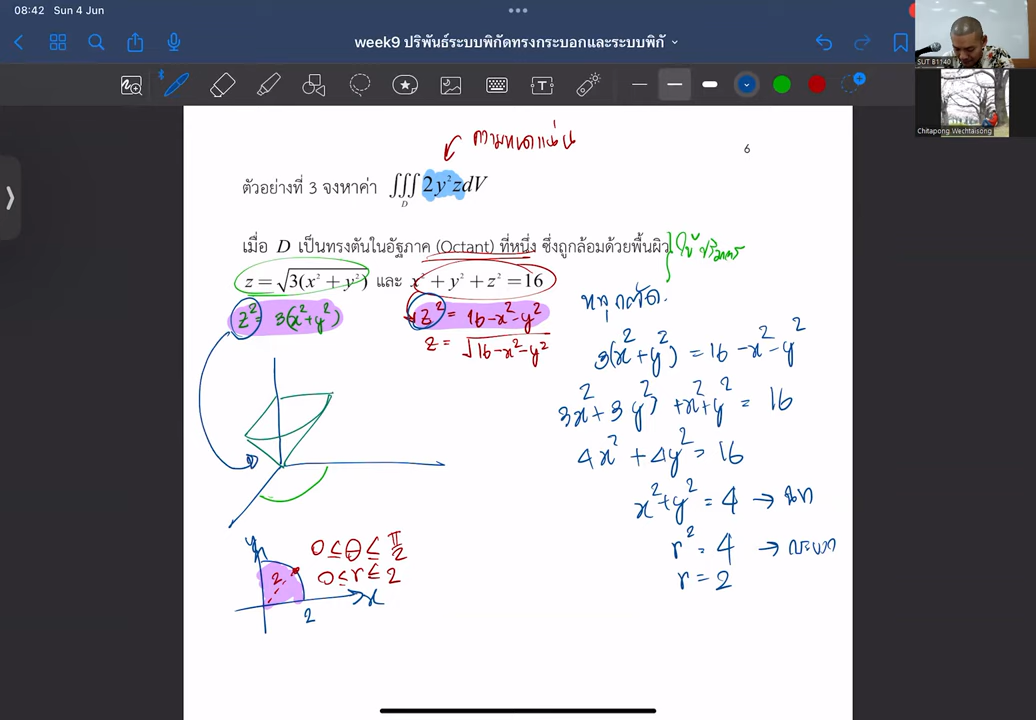 08:42 Sun 4 Jun
week9 ปริพันธ์ระบบพิกัดทรงกระบอกและระบบพิกั
SUT B1140
Chitapong Wechtaisong
6
ตัวอย่างที่ 3 จงหาค่า ∭_D 2y²z dV
เมื่อ D เป็นทรงตันในอัฐภาค (Octant) ที่หนึ่ง ซึ่งถูกล้อมด้วยพื้นผิว
z = √(3(x² + y²)) และ x² + y² + z² = 16
z² = 3(x²+y²)
z² = 16-x²-y²
z = √(16-x²-y²)
3(x²+y²) = 16-x²-y²
3x²+3y² + x²+y² = 16
4x² + 4y² = 16
x²+y² = 4 →
r² = 4 →
r = 2
0 ≤ θ ≤ π/2
0 ≤ r ≤ 2
y
2
x
2